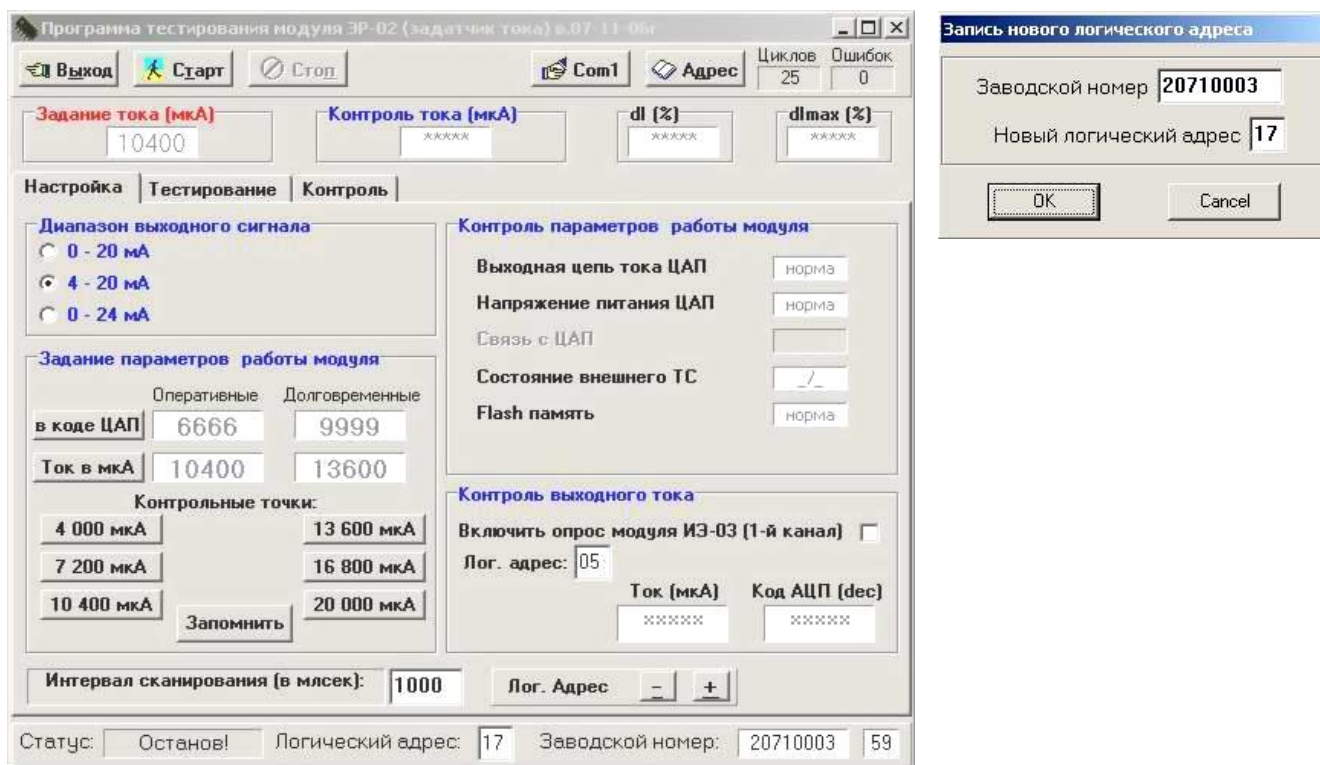 Программа тестирования модуля ЭР-02 (задатчик тока) в.07-11-06г
Выход Старт Стоп Com1 Адрес
Циклов Ошибок
25 0
Задание тока (мкА) Контроль тока (мкА) dI (%) dImax (%)
10400 ***** ***** *****
Настройка Тестирование Контроль
Диапазон выходного сигнала
0 - 20 мА
4 - 20 мА
0 - 24 мА
Задание параметров работы модуля
Оперативные Долговременные
в коде ЦАП 6666 9999
Ток в мкА 10400 13600
Контрольные точки:
4 000 мкА 13 600 мкА
7 200 мкА 16 800 мкА
10 400 мкА 20 000 мкА
Запомнить
Контроль параметров работы модуля
Выходная цепь тока ЦАП норма
Напряжение питания ЦАП норма
Связь с ЦАП
Состояние внешнего ТС _/_
Flash память норма
Контроль выходного тока
Включить опрос модуля ИЭ-03 (1-й канал)
Лог. адрес: 05
Ток (мкА) Код АЦП (dec)
xxxxx xxxxx
Интервал сканирования (в млсек): 1000 Лог. Адрес - +
Статус: Останов! Логический адрес: 17 Заводской номер: 20710003 59
Запись нового логического адреса
Заводской номер 20710003
Новый логический адрес 17
OK Cancel